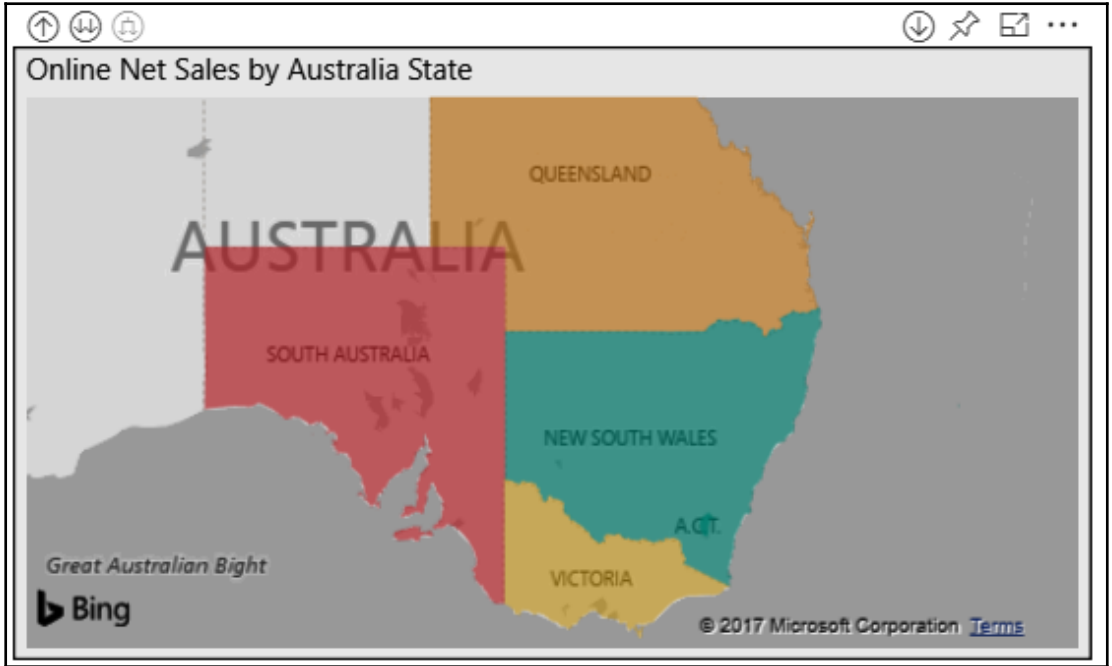 Online Net Sales by Australia State
QUEENSLAND
AUSTRALIA
SOUTH AUSTRALIA
NEW SOUTH WALES
A.C.T.
Great Australian Bight
VICTORIA
Bing
© 2017 Microsoft Corporation Terms